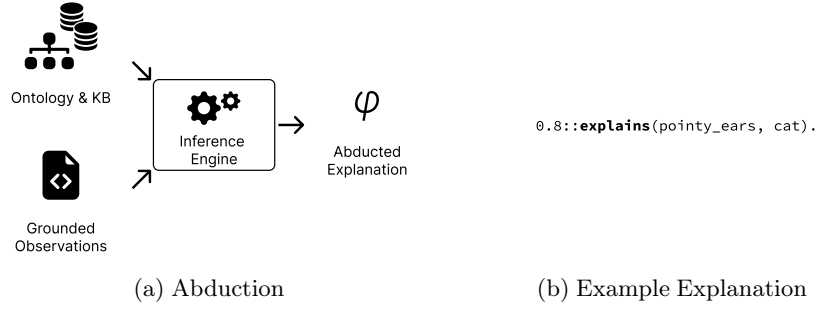 Ontology & KB
Inference
Engine
φ
Abducted
Explanation
Grounded
Observations
0.8::explains(pointy_ears, cat).
(a) Abduction
(b) Example Explanation